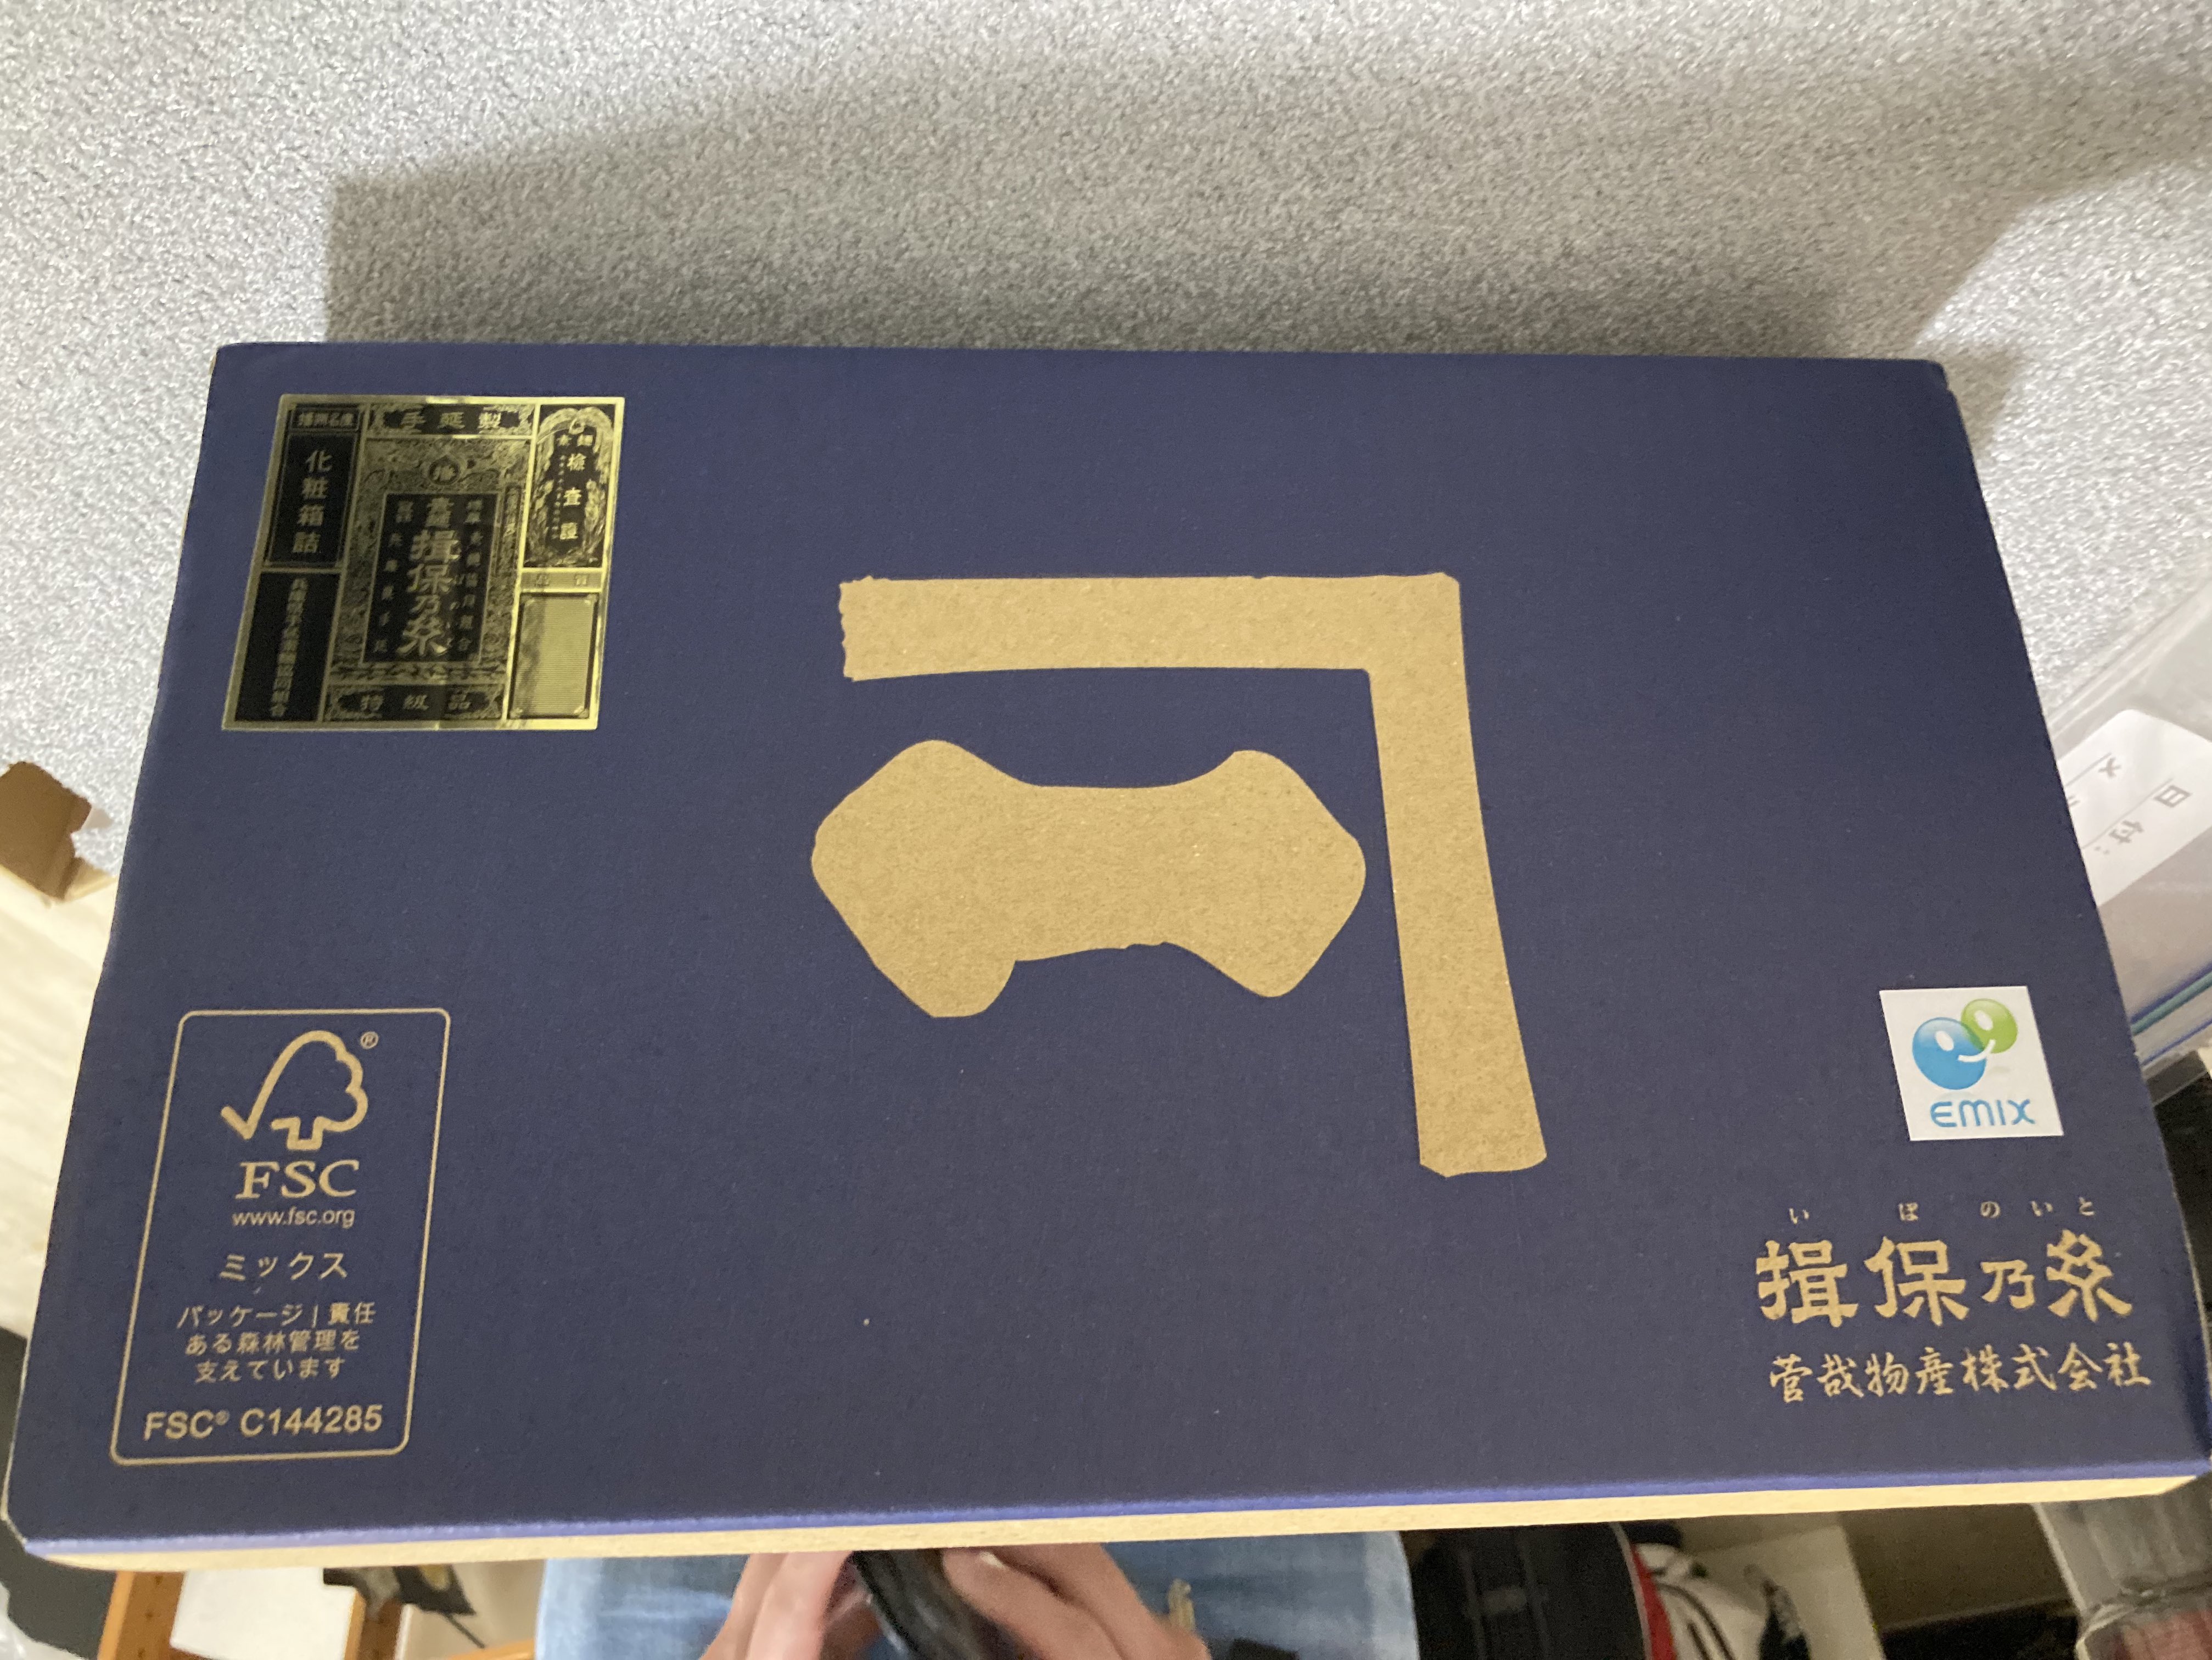 播州名産
化粧箱詰
手延製
揖保乃糸
特級品
検査證
FSC
www.fsc.org
ミックス
パッケージ|責任
ある森林管理を
支えています
FSC® C144285
EMIX
いぼのいと
揖保乃糸
菅哉物産株式会社
日付: